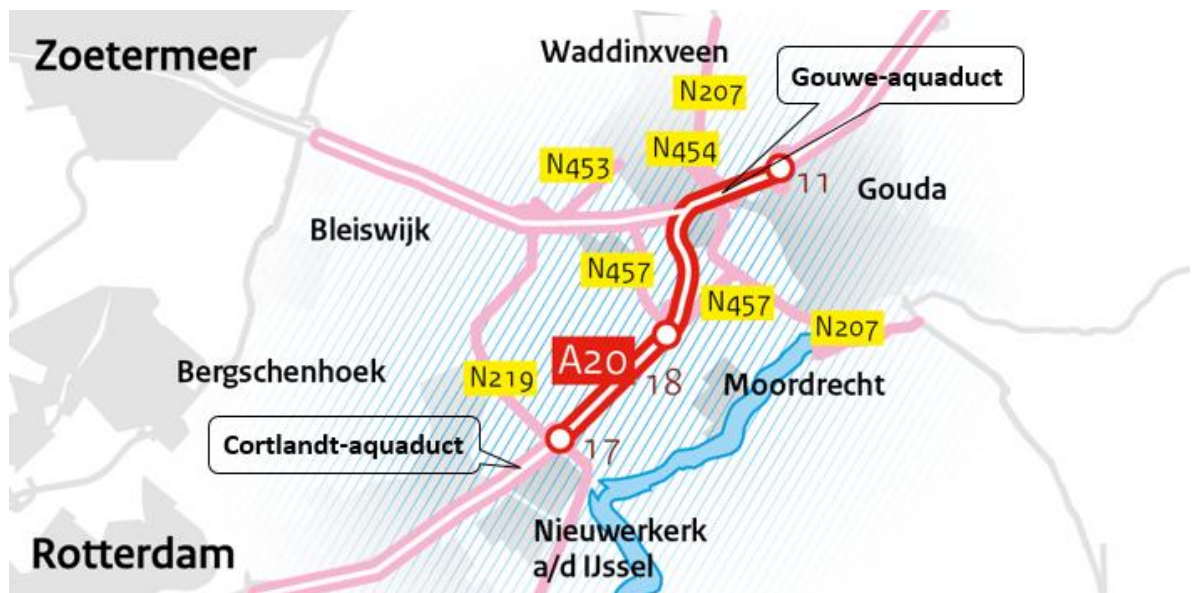 Zoetermeer
Waddinxveen
Gouwe-aquaduct
N207
N454
N453
11
Gouda
Bleiswijk
N457
N457
N207
A20
Bergschenhoek
N219
18
Moordrecht
Cortlandt-aquaduct
17
Nieuwerkerk
a/d IJssel
Rotterdam